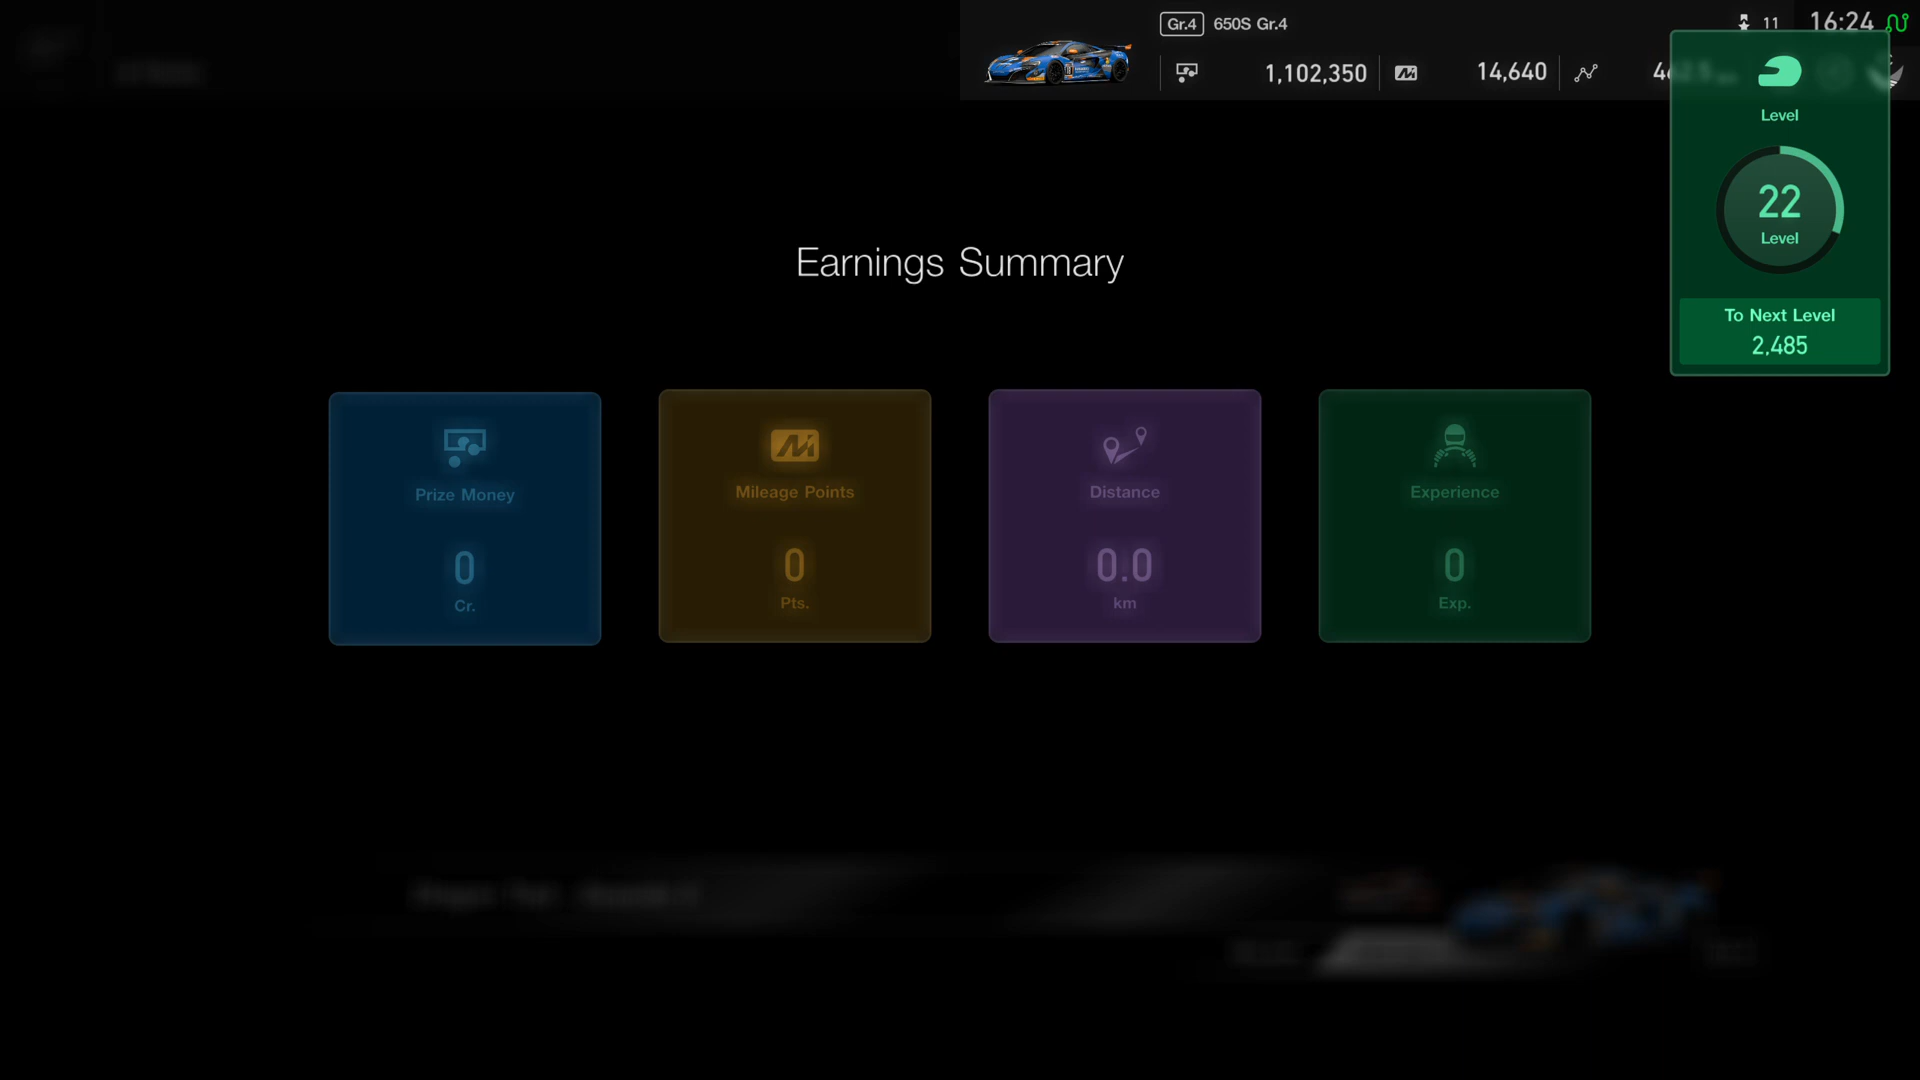 Gr.4 650S Gr.4
11 16:24
1,102,350 14,640
Level
22
Level
To Next Level
2,485
Earnings Summary
Prize Money
0
Cr.
Mileage Points
0
Pts.
Distance
0.0
km
Experience
0
Exp.